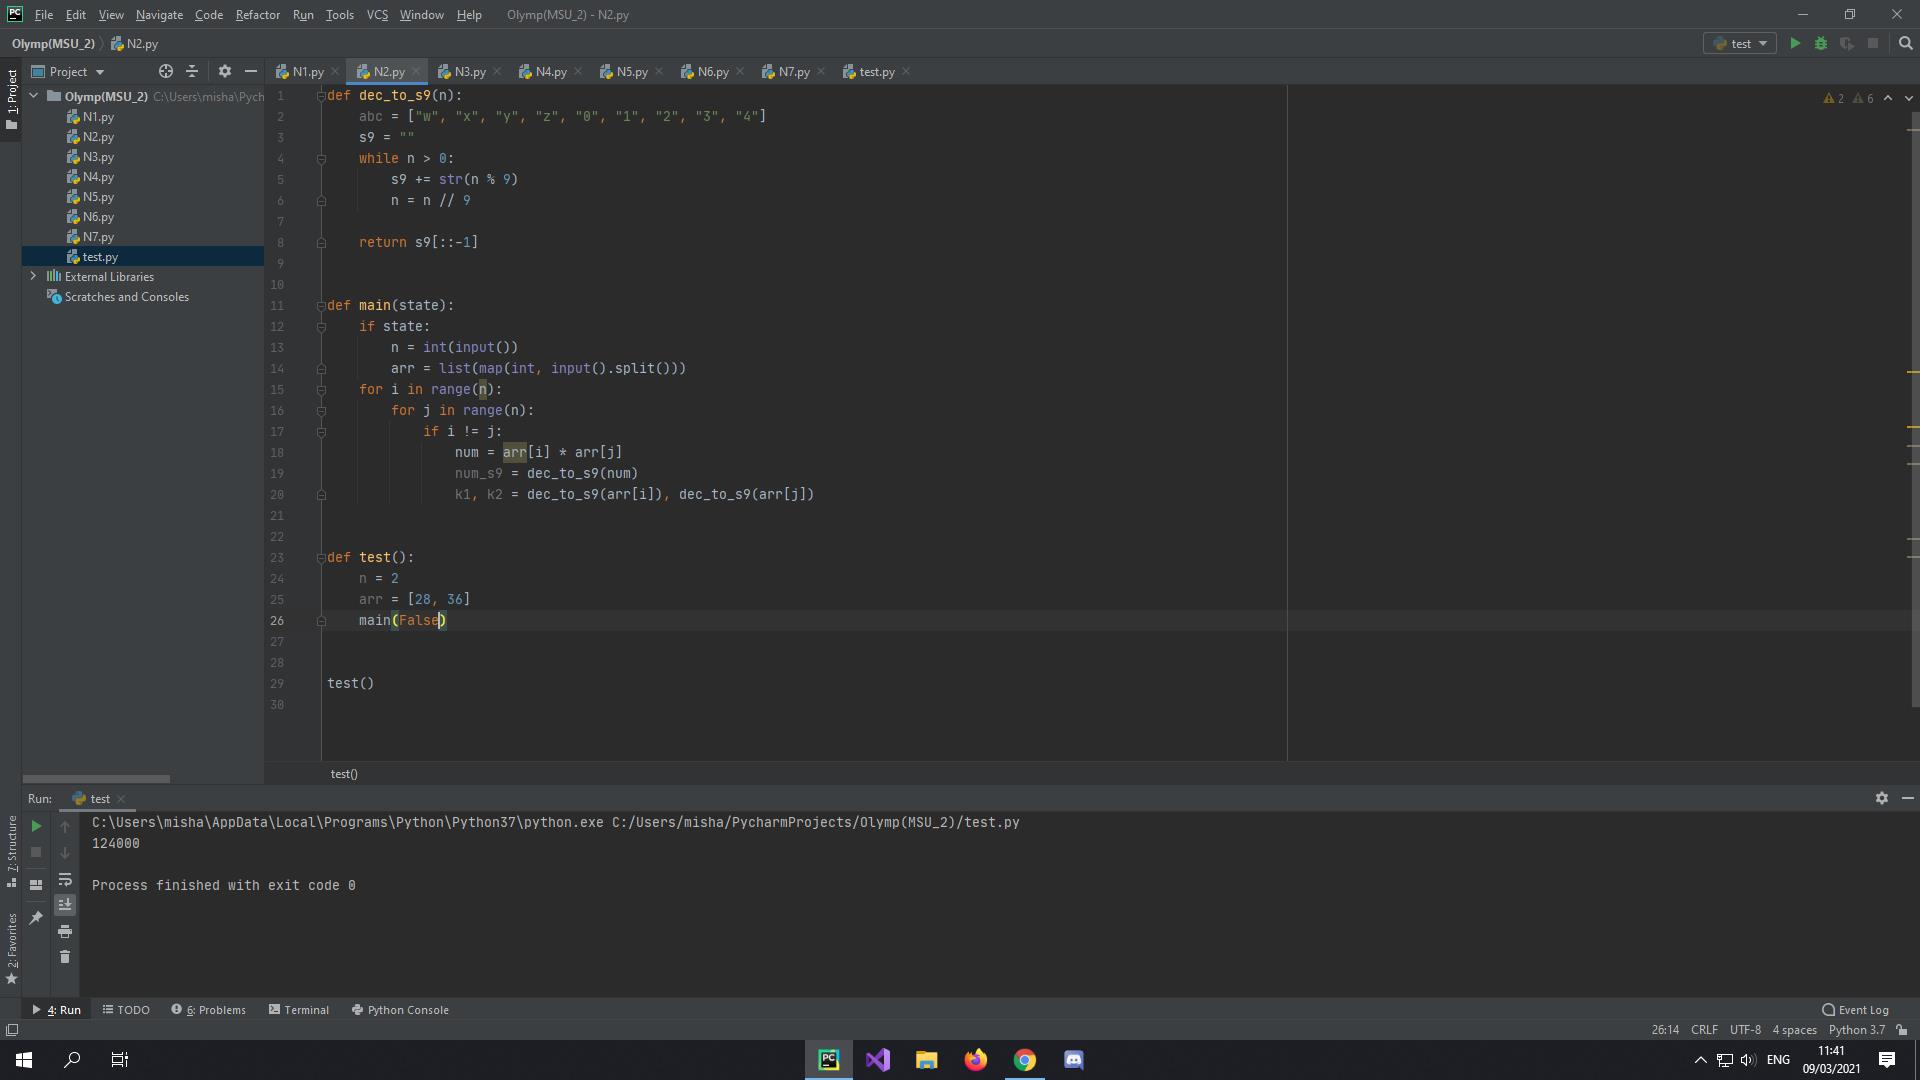 File Edit View Navigate Code Refactor Run Tools VCS Window Help Olymp(MSU_2) - N2.py
Olymp(MSU_2) N2.py test
Project N1.py N2.py N3.py N4.py N5.py N6.py N7.py test.py
1: Project
Olymp(MSU_2) C:\Users\misha\Pych
N1.py
N2.py
N3.py
N4.py
N5.py
N6.py
N7.py
test.py
External Libraries
Scratches and Consoles
2 6
1 def dec_to_s9(n):
2 abc = ["w", "x", "y", "z", "0", "1", "2", "3", "4"]
3 s9 = ""
4 while n > 0:
5 s9 += str(n % 9)
6 n = n // 9
7
8 return s9[::-1]
9
10
11 def main(state):
12 if state:
13 n = int(input())
14 arr = list(map(int, input().split()))
15 for i in range(n):
16 for j in range(n):
17 if i != j:
18 num = arr[i] * arr[j]
19 num_s9 = dec_to_s9(num)
20 k1, k2 = dec_to_s9(arr[i]), dec_to_s9(arr[j])
21
22
23 def test():
24 n = 2
25 arr = [28, 36]
26 main(False)
27
28
29 test()
30
test()
Run: test
7: Structure
2: Favorites
C:\Users\misha\AppData\Local\Programs\Python\Python37\python.exe C:/Users/misha/PycharmProjects/Olymp(MSU_2)/test.py
124000
Process finished with exit code 0
4: Run TODO 6: Problems Terminal Python Console Event Log
26:14 CRLF UTF-8 4 spaces Python 3.7
ENG 11:41
09/03/2021